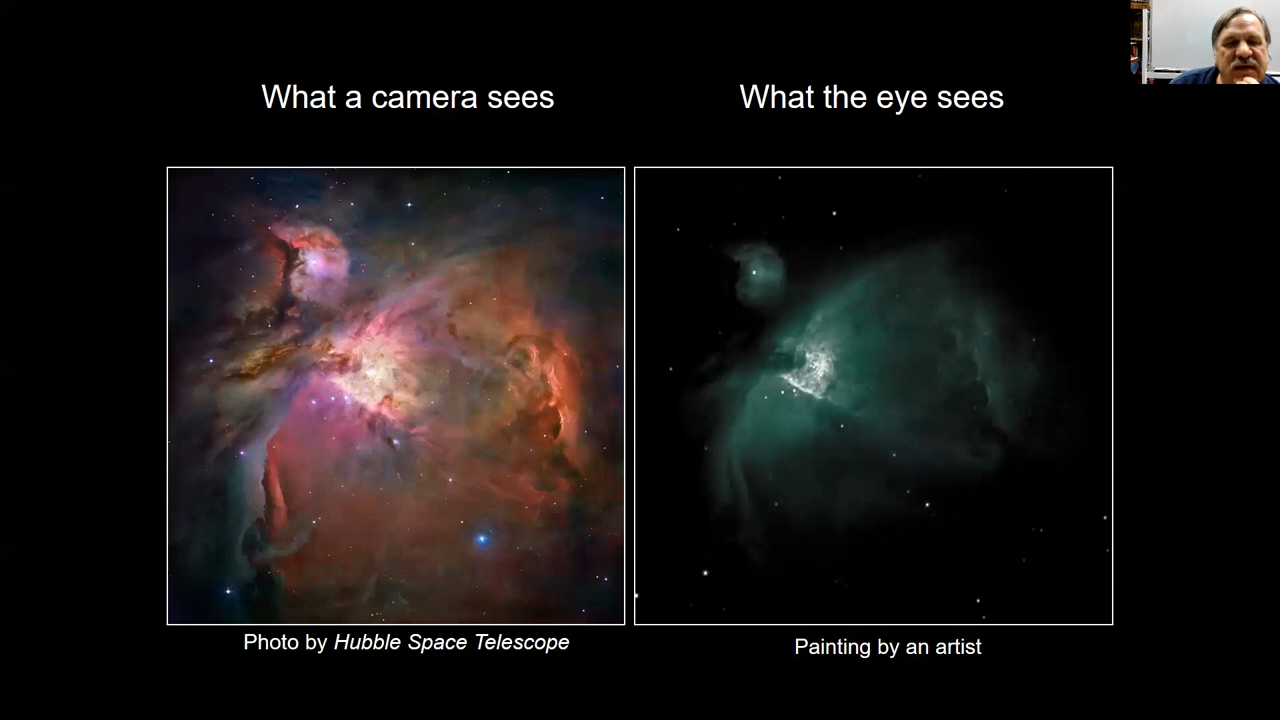 What a camera sees
What the eye sees
Photo by Hubble Space Telescope
Painting by an artist